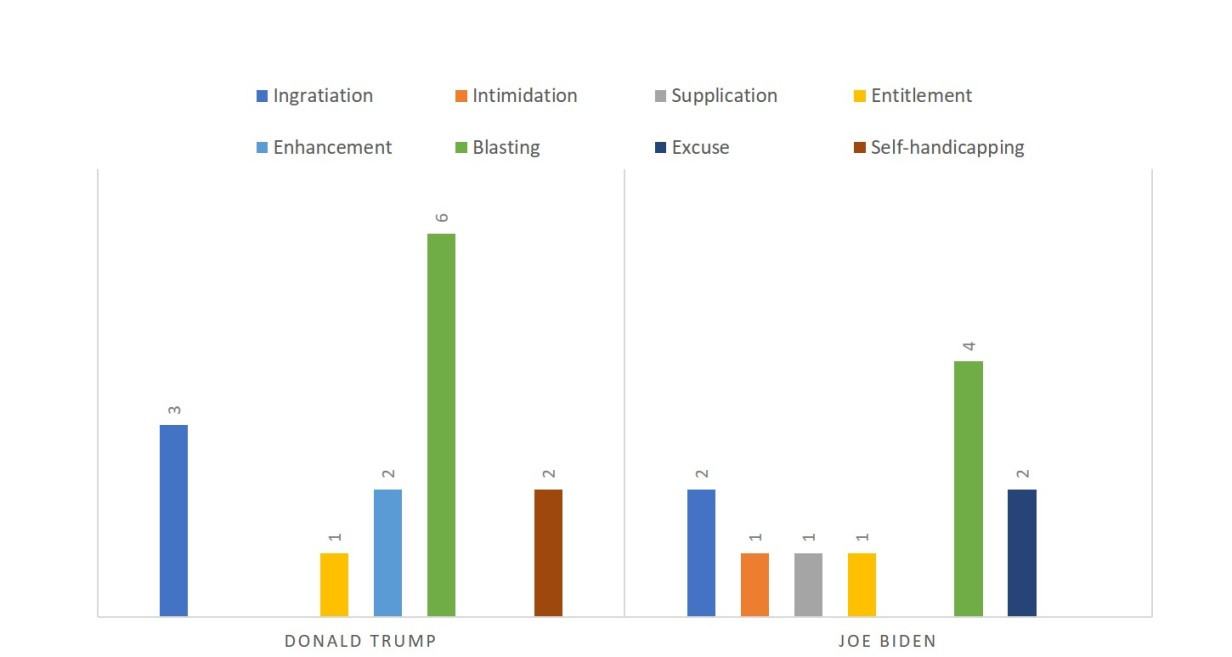 Ingratiation Intimidation Supplication Entitlement
Enhancement Blasting Excuse Self-handicapping
6
4
3
2 2 2 2
1 1 1 1
DONALD TRUMP JOE BIDEN